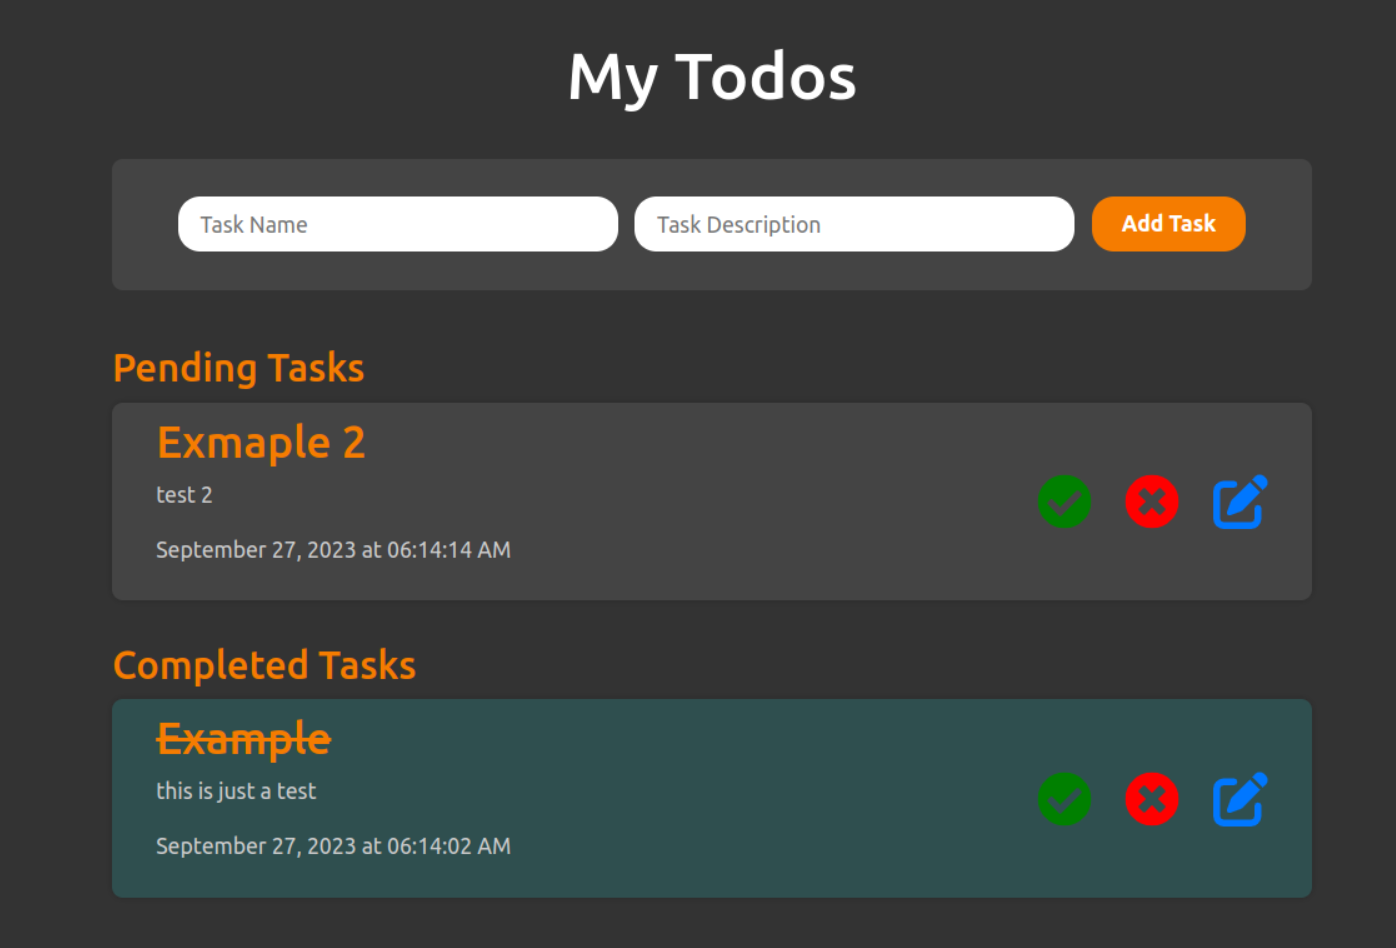 My Todos
Task Name
Task Description
Add Task
Pending Tasks
Exmaple 2
test 2
September 27, 2023 at 06:14:14 AM
Completed Tasks
Example
this is just a test
September 27, 2023 at 06:14:02 AM